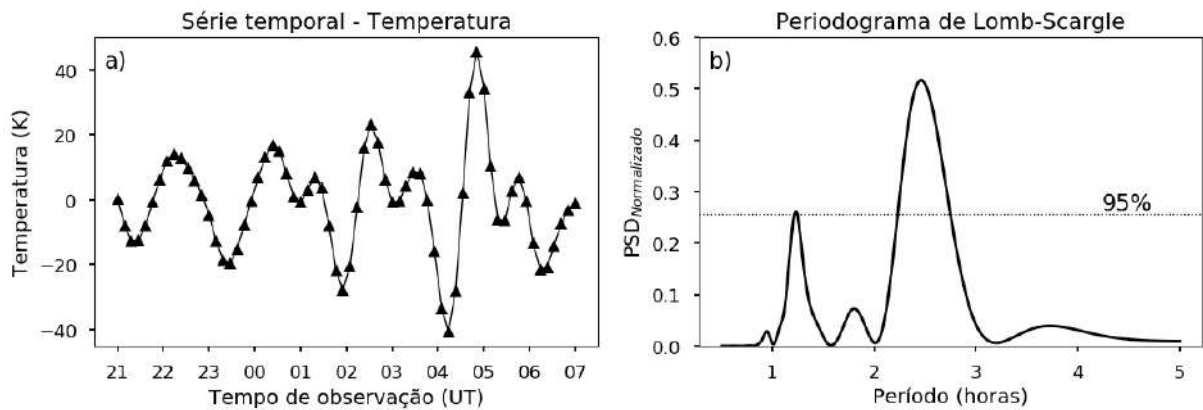 Série temporal - Temperatura
a)
Temperatura (K)
40
20
0
−20
−40
21 22 23 00 01 02 03 04 05 06 07
Tempo de observação (UT)
Periodograma de Lomb-Scargle
b)
PSD_Normalizado
0.6
0.5
0.4
0.3
0.2
0.1
0.0
95%
1 2 3 4 5
Período (horas)